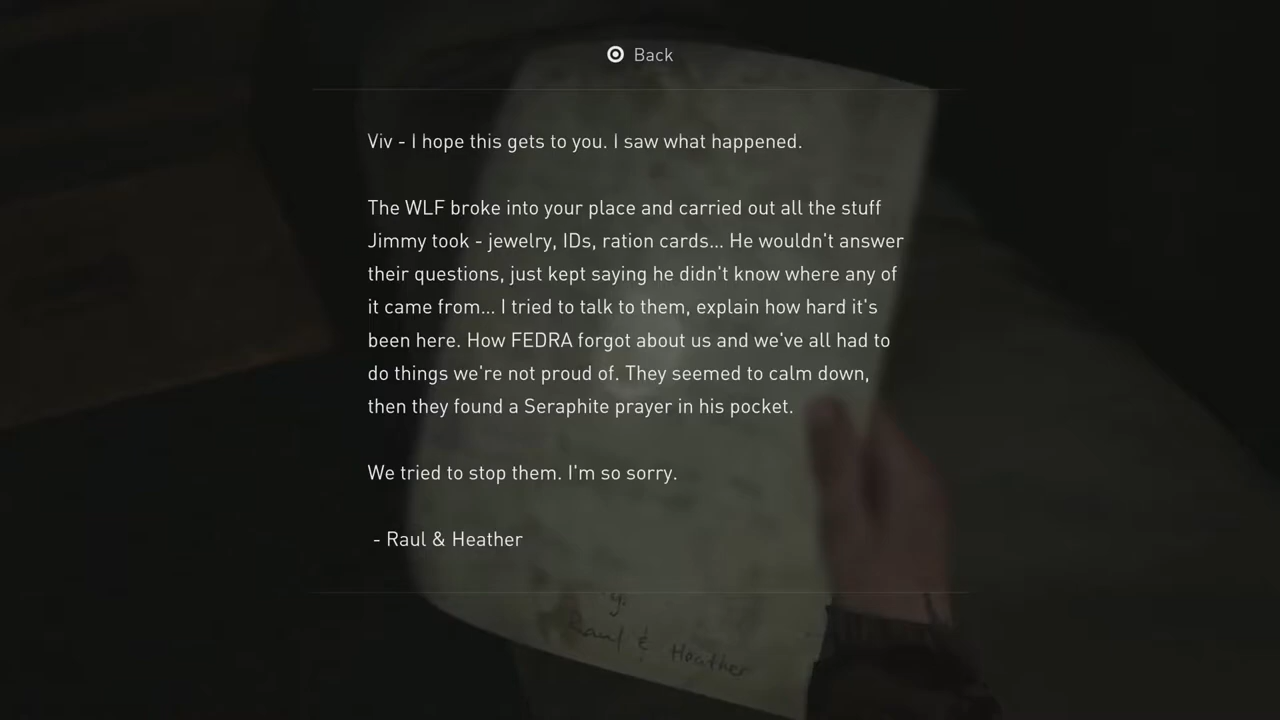 Back
Viv - I hope this gets to you. I saw what happened.
The WLF broke into your place and carried out all the stuff
Jimmy took - jewelry, IDs, ration cards... He wouldn't answer
their questions, just kept saying he didn't know where any of
it came from... I tried to talk to them, explain how hard it's
been here. How FEDRA forgot about us and we've all had to
do things we're not proud of. They seemed to calm down,
then they found a Seraphite prayer in his pocket.
We tried to stop them. I'm so sorry.
- Raul & Heather
Raul & Heather